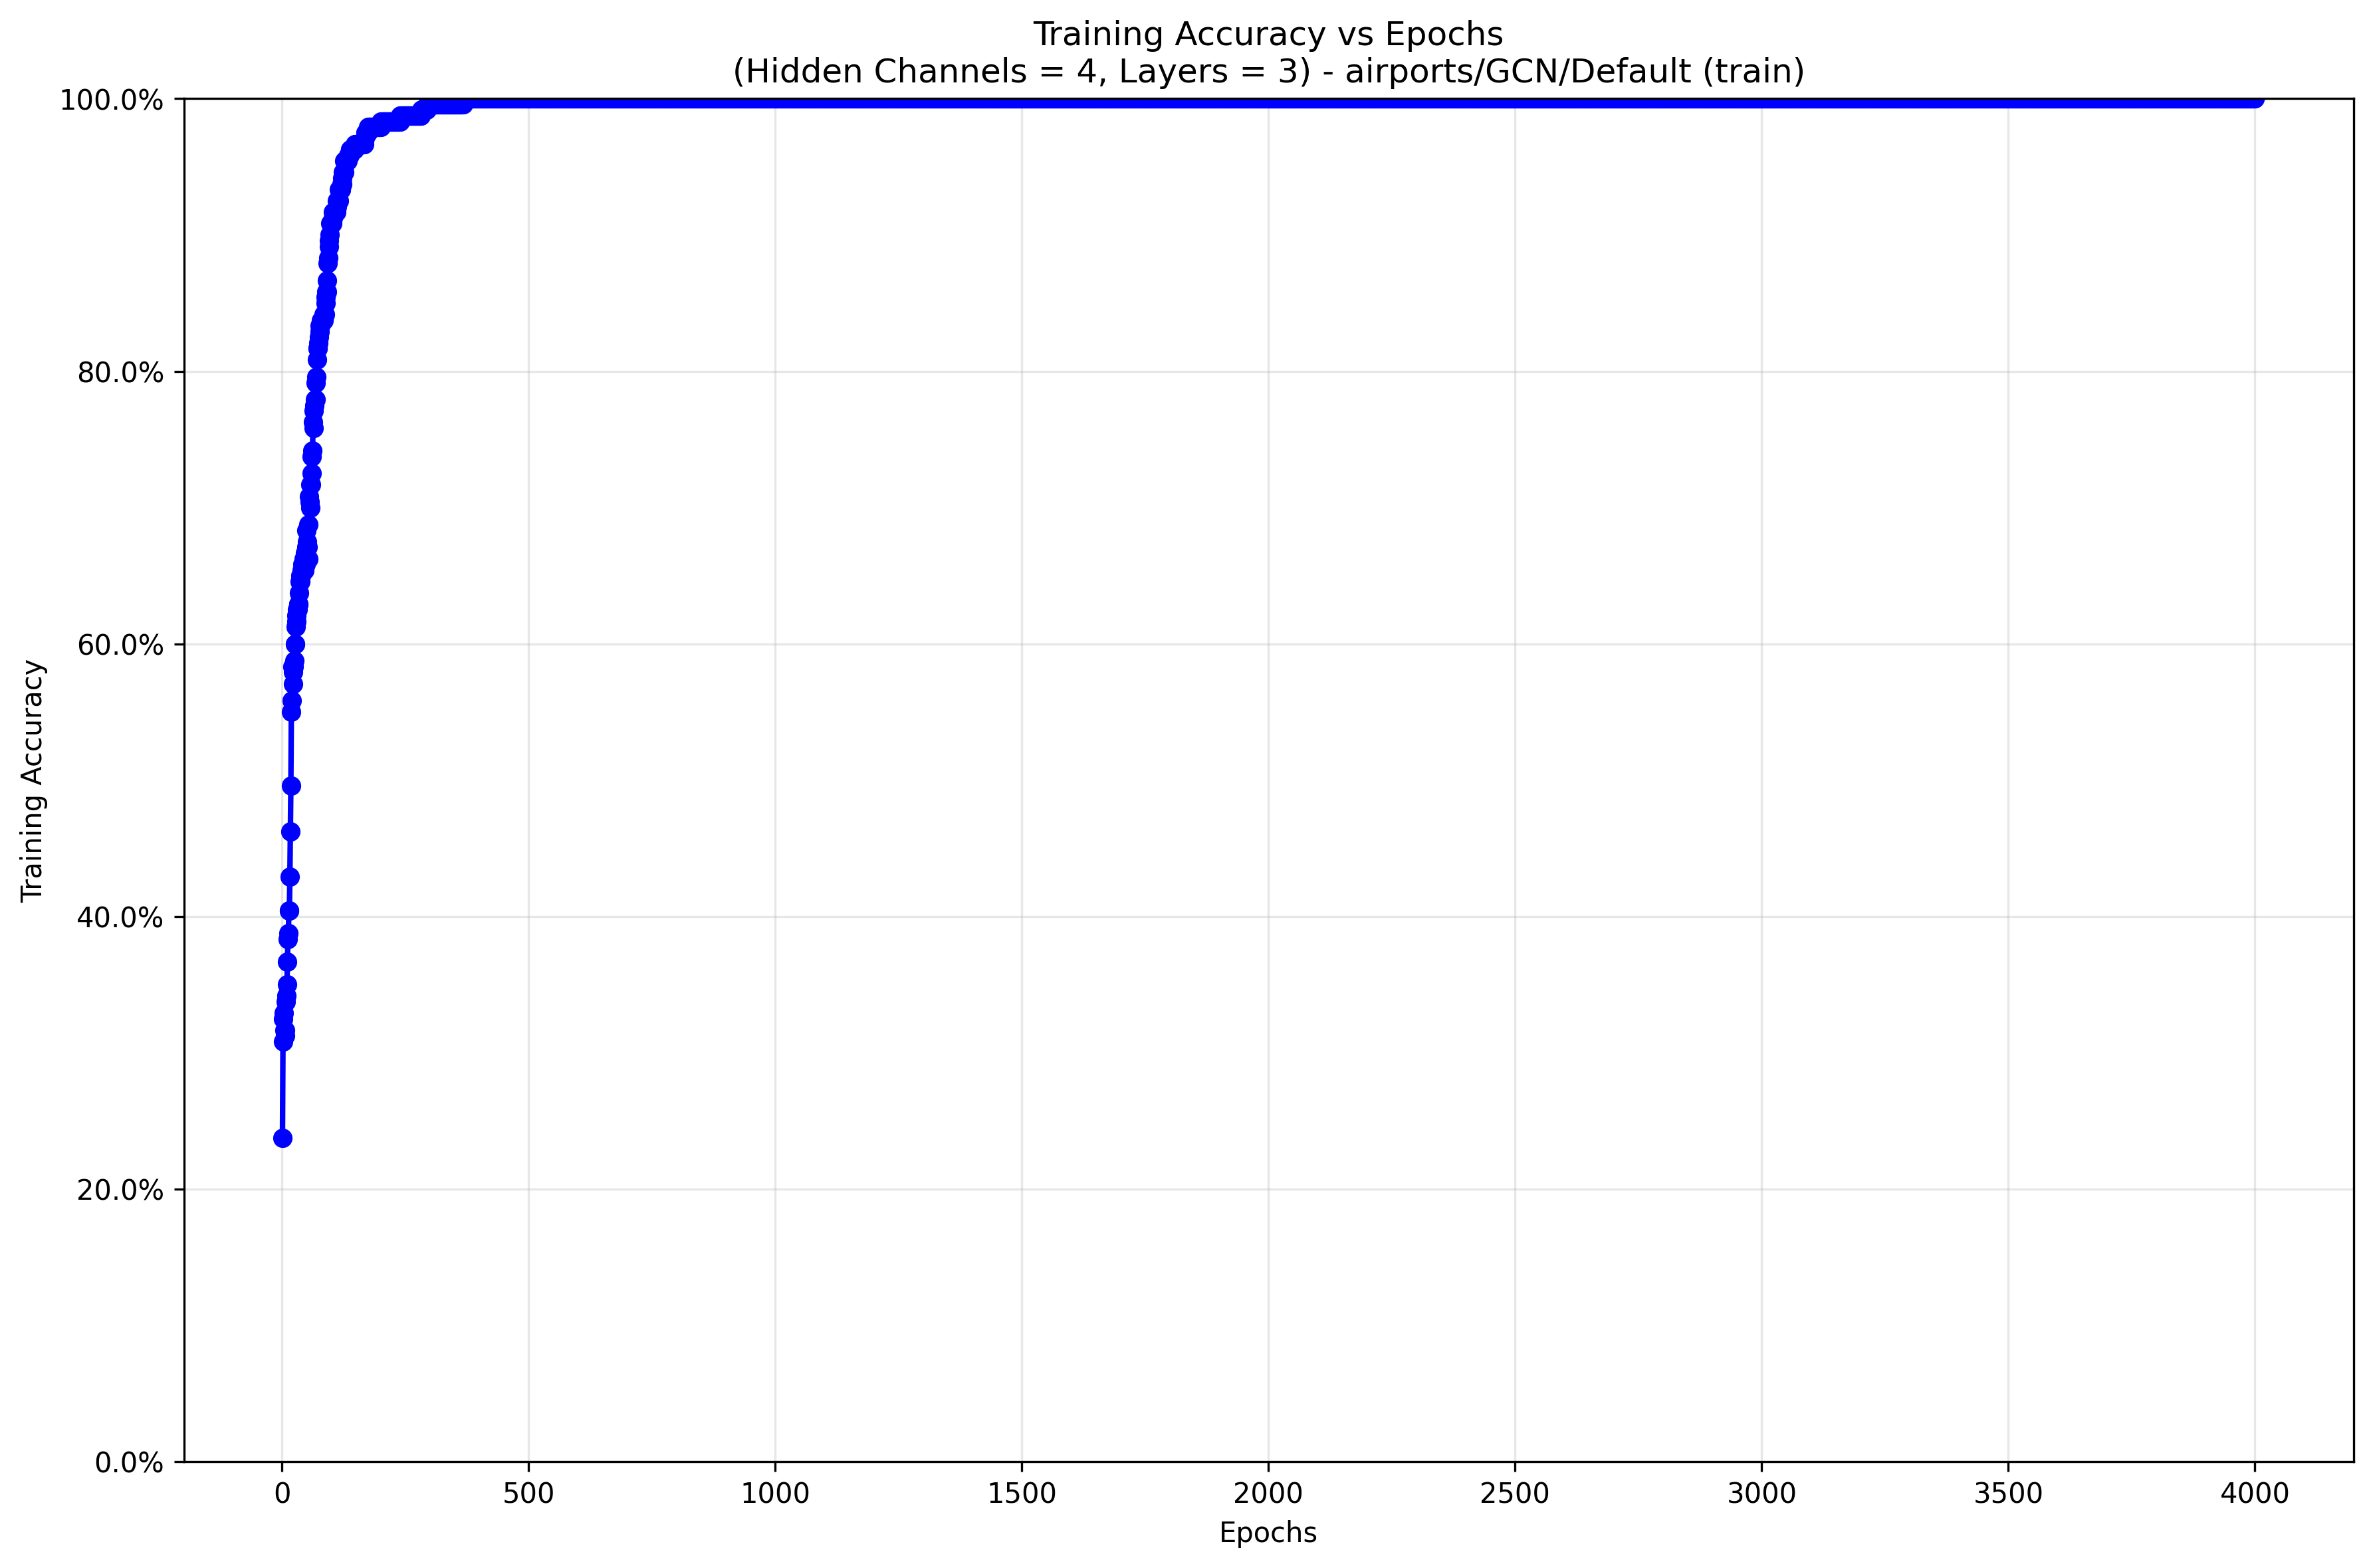 Training Accuracy vs Epochs
(Hidden Channels = 4, Layers = 3) - airports/GCN/Default (train)
100.0%
80.0%
60.0%
40.0%
20.0%
0.0%
Training Accuracy
0 500 1000 1500 2000 2500 3000 3500 4000
Epochs